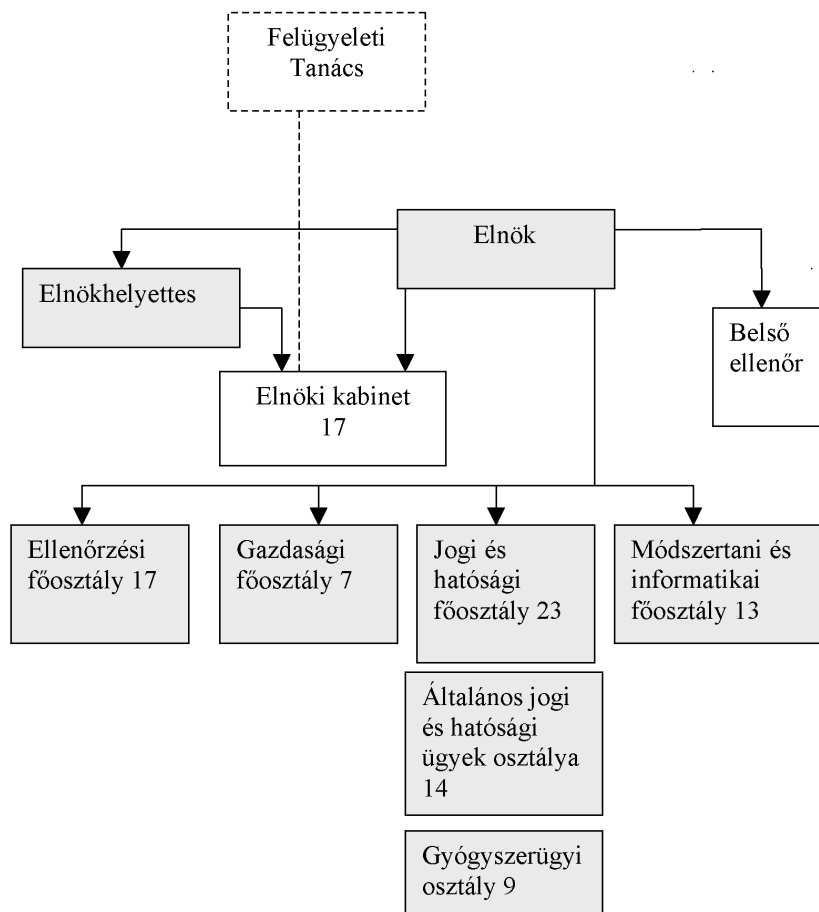 Felügyeleti
Tanács
Elnök
Elnökhelyettes
Belső
ellenőr
Elnöki kabinet
17
Ellenőrzési
főosztály 17
Gazdasági
főosztály 7
Jogi és
hatósági
főosztály 23
Módszertani és
informatikai
főosztály 13
Általános jogi
és hatósági
ügyek osztálya
14
Gyógyszerügyi
osztály 9